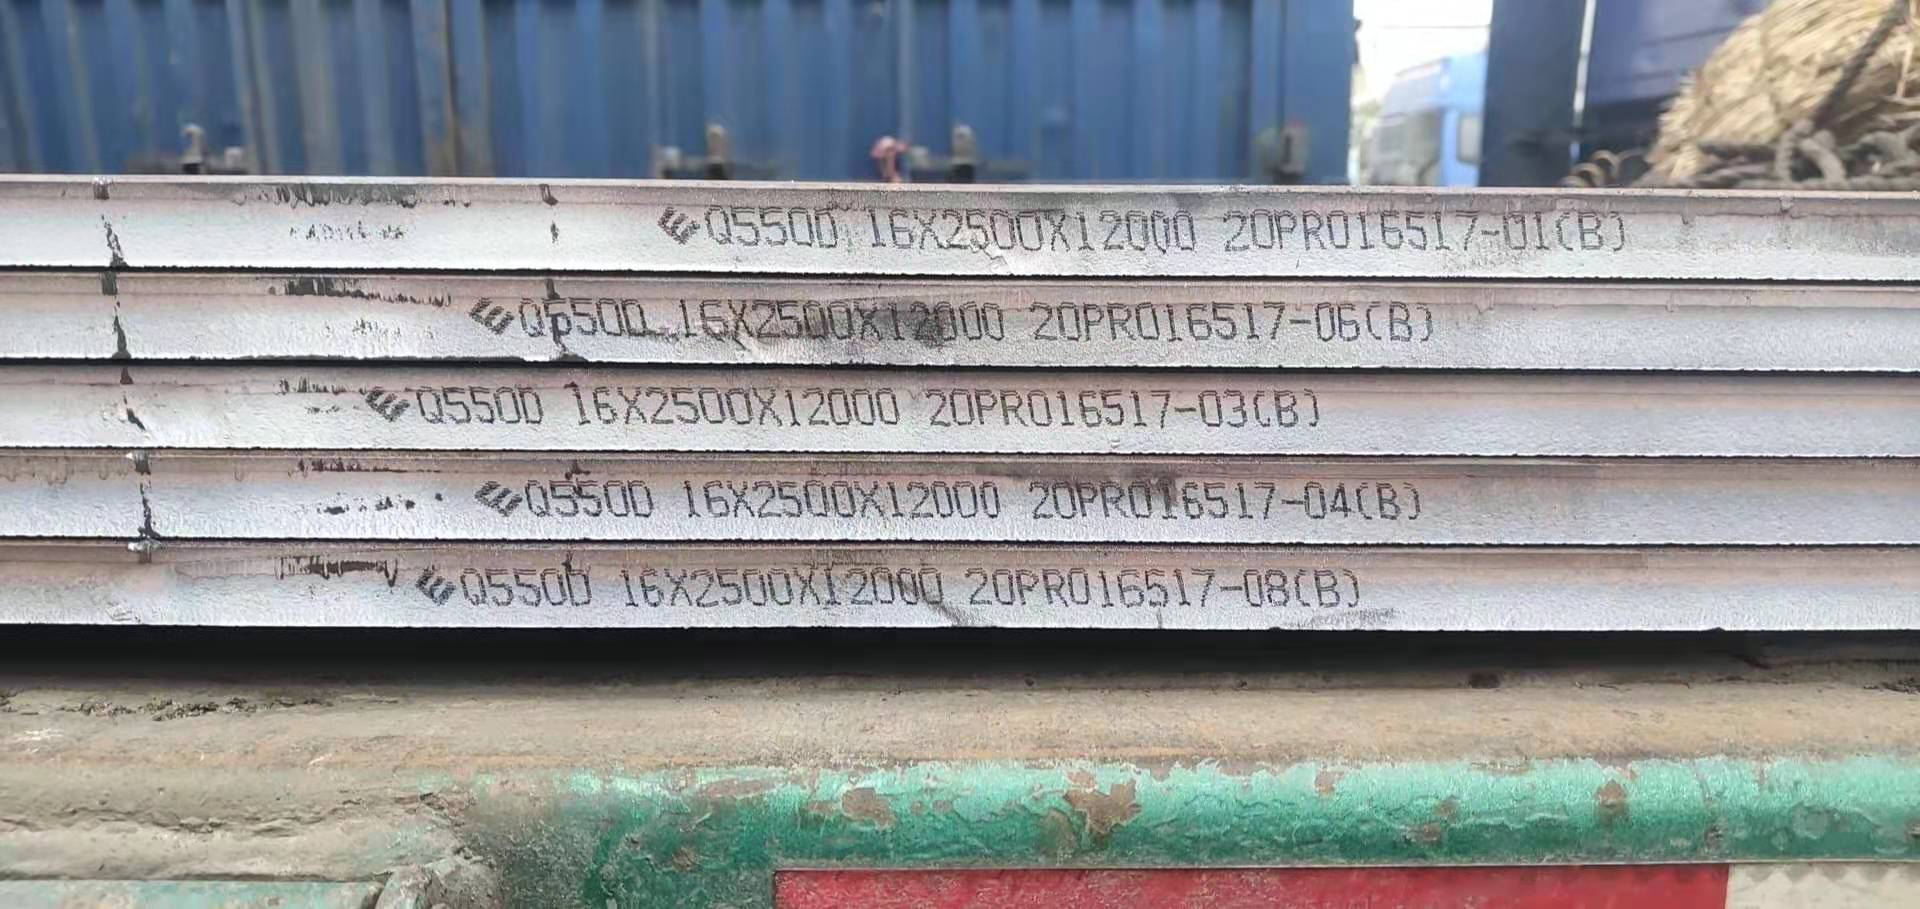 Q550D 16X2500X12000 20PR016517-01(B)
Q550D 16X2500X12000 20PR016517-06(B)
Q550D 16X2500X12000 20PR016517-03(B)
Q550D 16X2500X12000 20PR016517-04(B)
Q550D 16X2500X12000 20PR016517-08(B)